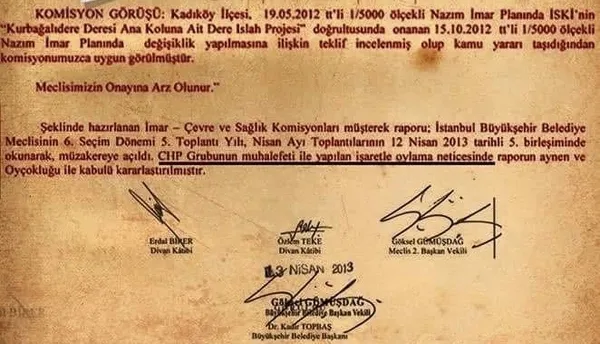 KOMİSYON GÖRÜŞÜ: Kadıköy İlçesi, 19.05.2012 tt'li 1/5000 ölçekli Nazım İmar Planında İSKİ'nin
"Kurbağalıdere Deresi Ana Koluna Ait Dere Islah Projesi" doğrultusunda onanan 15.10.2012 tt'li 1/5000 ölçekli
Nazım İmar Planında değişiklik yapılmasına ilişkin teklif incelenmiş olup kamu yararı taşıdığından
komisyonumuzca uygun görülmüştür.
Meclisimizin Onayına Arz Olunur."
Şeklinde hazırlanan İmar – Çevre ve Sağlık Komisyonları müşterek raporu; İstanbul Büyükşehir Belediye
Meclisinin 6. Seçim Dönemi 5. Toplantı Yılı, Nisan Ayı Toplantılarının 12 Nisan 2013 tarihli 5. birleşiminde
okunarak, müzakereye açıldı. CHP Grubunun muhalefeti ile yapılan işaretle oylama neticesinde raporun aynen ve
Oyçokluğu ile kabulü kararlaştırılmıştır.
Erdal BİRER
Divan Kâtibi
Özlem TEKE
Divan Kâtibi
Göksel GÜMÜŞDAĞ
Meclis 2. Başkan Vekili
13 NİSAN 2013
Göksel GÜMÜŞDAĞ
Büyükşehir Belediye Başkan Vekili
Dr. Kadir TOPBAŞ
Büyükşehir Belediye Başkanı